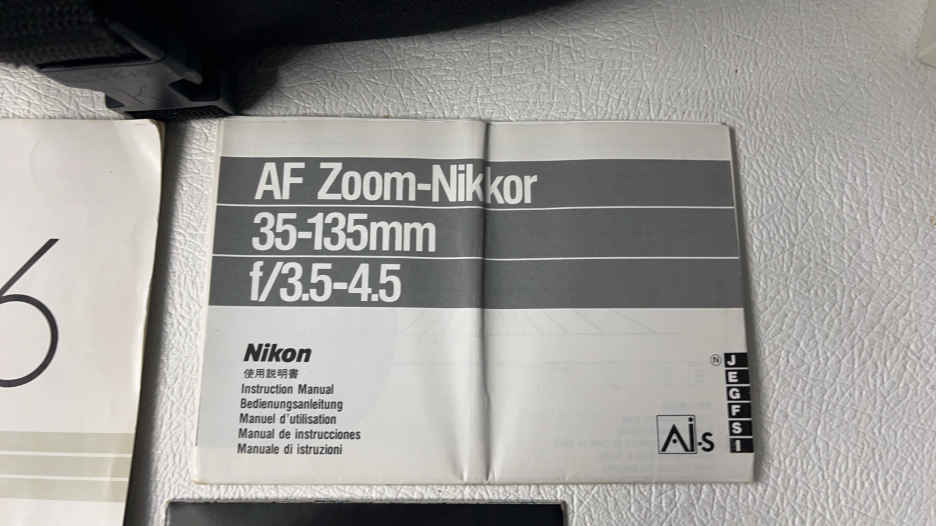 AF Zoom-Nikkor
35-135mm
f/3.5-4.5
6
Nikon
使用説明書
Instruction Manual
Bedienungsanleitung
Manuel d'utilisation
Manual de instrucciones
Manuale di istruzioni
Ⓝ J
E
G
F
S
I
Ai-s